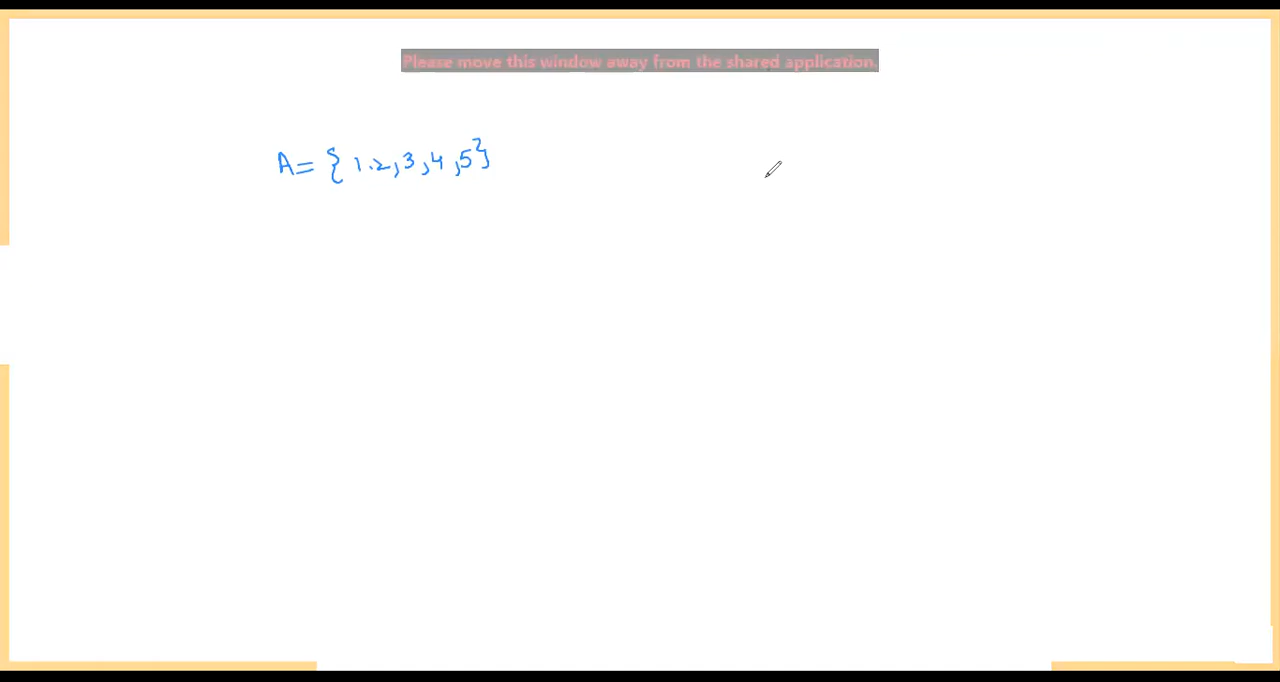 Please move this window away from the shared application.
A = { 1.2,3,4,5}